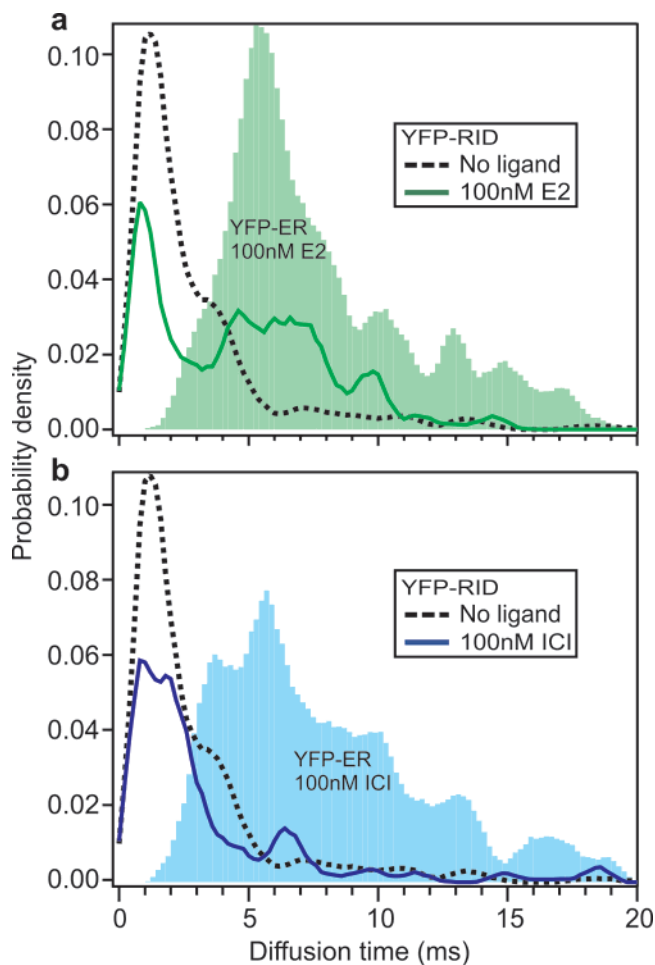 a
0.10
0.08
0.06
0.04
0.02
0.00
YFP-RID
No ligand
100nM E2
YFP-ER
100nM E2
Probability density
b
0.10
0.08
0.06
0.04
0.02
0.00
YFP-RID
No ligand
100nM ICI
YFP-ER
100nM ICI
0 5 10 15 20
Diffusion time (ms)